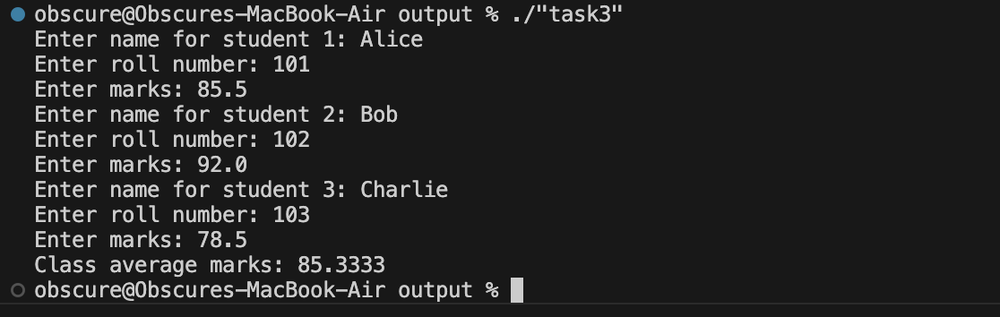 obscure@Obscures-MacBook-Air output % ./"task3"
Enter name for student 1: Alice
Enter roll number: 101
Enter marks: 85.5
Enter name for student 2: Bob
Enter roll number: 102
Enter marks: 92.0
Enter name for student 3: Charlie
Enter roll number: 103
Enter marks: 78.5
Class average marks: 85.3333
obscure@Obscures-MacBook-Air output %